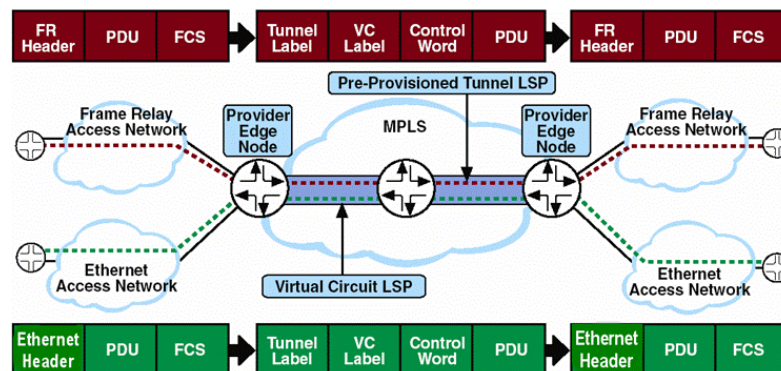 FR Header PDU FCS Tunnel Label VC Label Control Word PDU FR Header PDU FCS
Pre-Provisioned Tunnel LSP
Frame Relay
Access Network
Provider
Edge
Node
MPLS
Provider
Edge
Node
Frame Relay
Access Network
Ethernet
Access Network
Virtual Circuit LSP
Ethernet
Access Network
Ethernet Header PDU FCS Tunnel Label VC Label Control Word PDU Ethernet Header PDU FCS